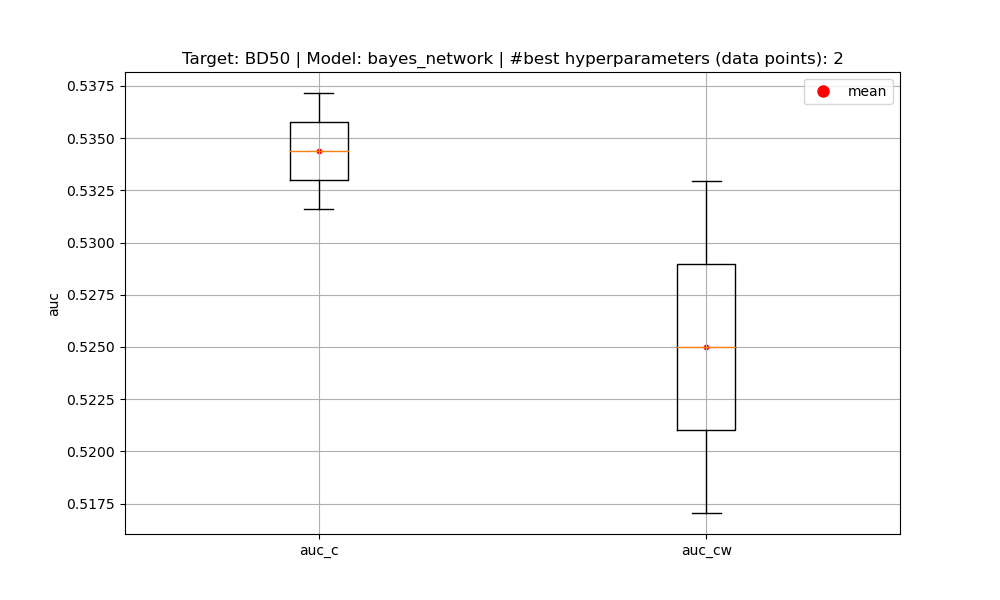 Target: BD50 | Model: bayes_network | #best hyperparameters (data points): 2
mean
0.5375
0.5350
0.5325
0.5300
0.5275
0.5250
0.5225
0.5200
0.5175
auc
auc_c
auc_cw